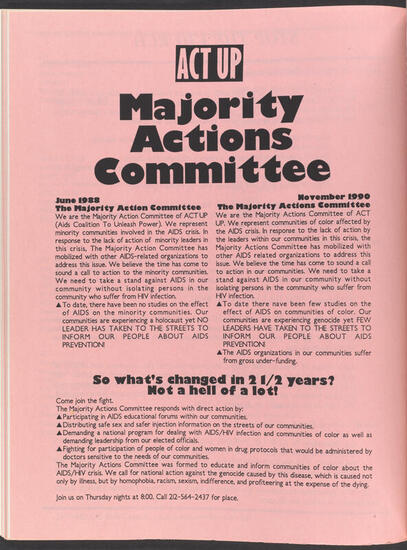 ACT UP
Majority
Actions
Committee
June 1988
The Majority Action Committee
We are the Majority Action Committee of ACT UP
(Aids Coalition To Unleash Power). We represent
minority communities involved in the AIDS crisis. In
response to the lack of action of minority leaders in
this crisis, The Majority Action Committee has
mobilized with other AIDS-related organizations to
address this issue. We believe the time has come to
sound a call to action to the minority communities.
We need to take a stand against AIDS in our
community without isolating persons in the
community who suffer from HIV infection.
▲To date, there have been no studies on the effect
of AIDS on the minority communities. Our
communities are experiencing a holocaust yet NO
LEADER HAS TAKEN TO THE STREETS TO
INFORM OUR PEOPLE ABOUT AIDS
PREVENTION!
November 1990
The Majority Actions Committee
We are the Majority Actions Committee of ACT
UP. We represent communities of color affected by
the AIDS crisis. In response to the lack of action by
the leaders within our communities in this crisis, the
Majority Actions Committee has mobilized with
other AIDS related organizations to address this
issue. We believe the time has come to sound a call
to action in our communities. We need to take a
stand against AIDS in our community without
isolating persons in the community who suffer from
HIV infection.
▲To date there have been few studies on the
effect of AIDS on communities of color. Our
communities are experiencing genocide yet FEW
LEADERS HAVE TAKEN TO THE STREETS TO
INFORM OUR PEOPLE ABOUT AIDS
PREVENTION!
▲The AIDS organizations in our communities suffer
from gross under-funding.
So what's changed in 2 1/2 years?
Not a hell of a lot!
Come join the fight.
The Majority Actions Committee responds with direct action by:
▲Participating in AIDS educational forums within our communities.
▲Distributing safe sex and safer injection information on the streets of our communities.
▲Demanding a national program for dealing with AIDS/HIV infection and communities of color as well as
demanding leadership from our elected officials.
▲Fighting for participation of people of color and women in drug protocols that would be administered by
doctors sensitive to the needs of our communities.
The Majority Actions Committee was formed to educate and inform communities of color about the
AIDS/HIV crisis. We call for national action against the genocide caused by this disease, which is caused not
only by illness, but by homophobia, racism, sexism, indifference, and profiteering at the expense of the dying.
Join us on Thursday nights at 8:00. Call 212-564-2437 for place.